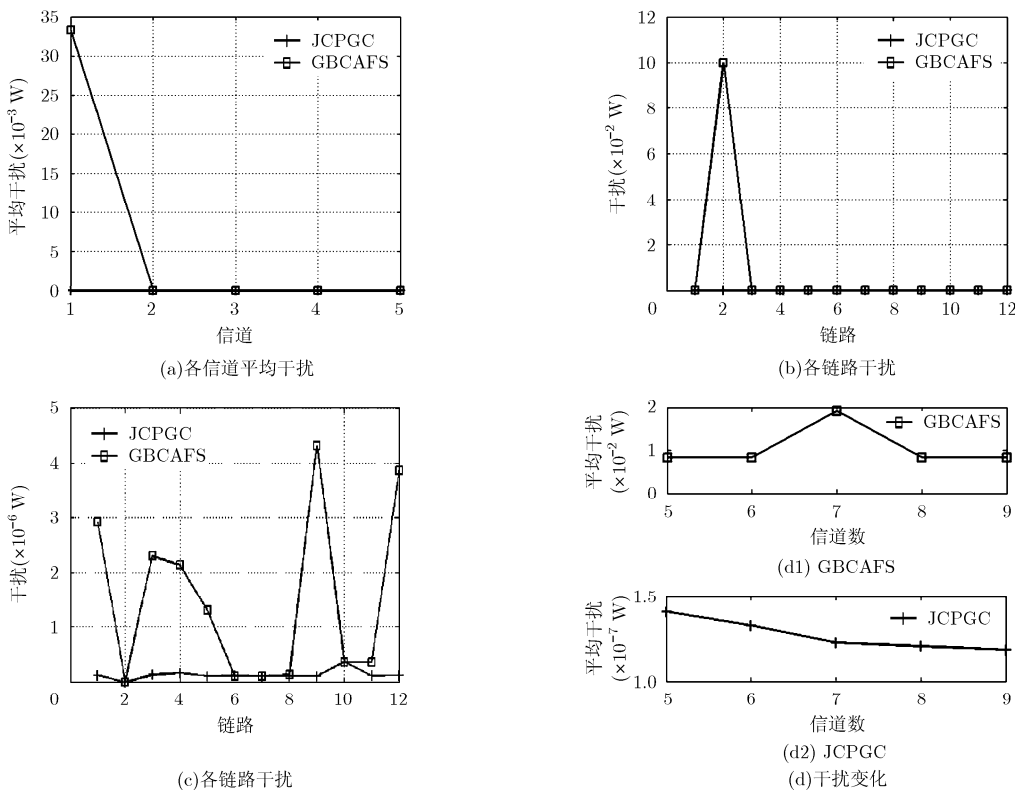 35
30
25
20
15
10
5
0
平均干扰(×10⁻³ W)
JCPGC
GBCAFS
1 2 3 4 5
信道
(a)各信道平均干扰
12
10
8
6
4
2
0
干扰(×10⁻² W)
JCPGC
GBCAFS
2 4 6 8 10 12
链路
(b)各链路干扰
5
4
3
2
1
0
干扰(×10⁻⁶ W)
JCPGC
GBCAFS
2 4 6 8 10 12
链路
(c)各链路干扰
2
1
0
平均干扰
(×10⁻² W)
GBCAFS
5 6 7 8 9
信道数
(d1) GBCAFS
1.5
1.0
平均干扰
(×10⁻⁷ W)
JCPGC
5 6 7 8 9
信道数
(d2) JCPGC
(d)干扰变化